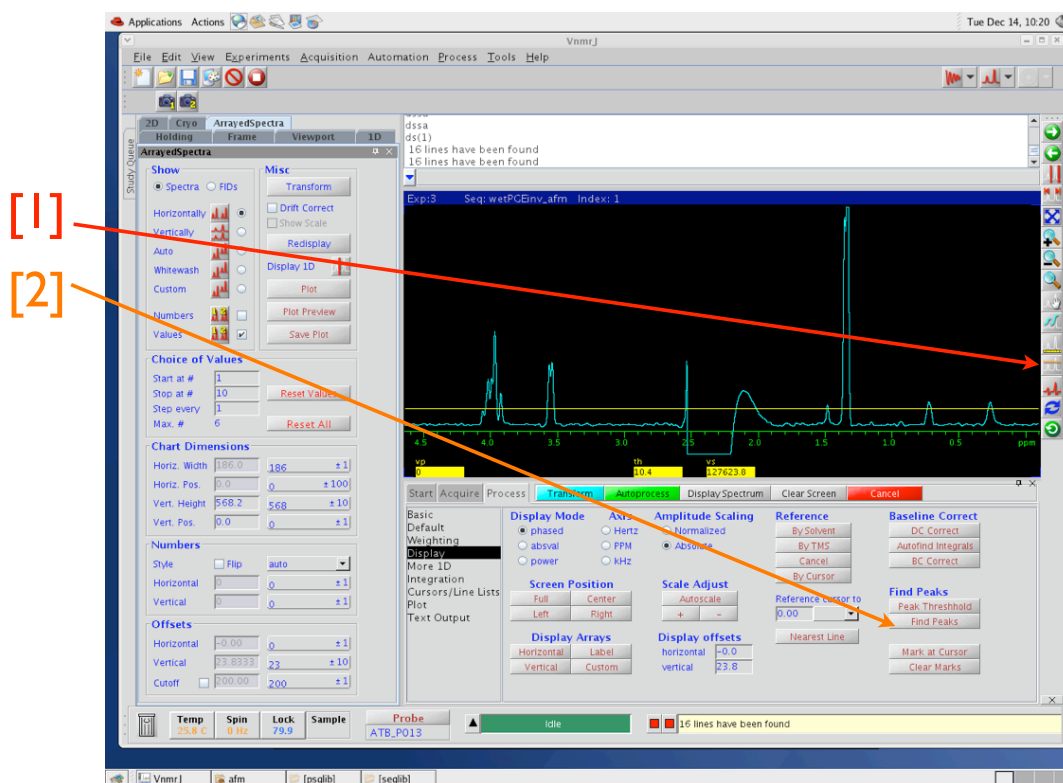 Applications Actions Tue Dec 14, 10:20
VnmrJ
File Edit View Experiments Acquisition Automation Process Tools Help
2D Cryo ArrayedSpectra
Holding Frame Viewport 1D
ArrayedSpectra
Study Queue
Show Misc
Spectra FIDs Transform
Horizontally Drift Correct
Vertically Show Scale
Auto Redisplay
Whitewash Display 1D
Custom Plot
Numbers Plot Preview
Values Save Plot
Choice of Values
Start at # 1
Stop at # 10 Reset Values
Step every 1
Max. # 6 Reset All
Chart Dimensions
Horiz. Width 186.0 186 ±1
Horiz. Pos. 0.0 0 ±100
Vert. Height 568.2 568 ±10
Vert. Pos. 0.0 0 ±1
Numbers
Style Flip auto
Horizontal 0 0 ±1
Vertical 0 0 ±1
Offsets
Horizontal -0.00 0 ±1
Vertical 23.8333 23 ±10
Cutoff 200.00 200 ±1
[1]
[2]
dssa
dssa
ds(1)
16 lines have been found
16 lines have been found
Exp:3 Seq: wetPGEinv_afm Index: 1
4.5 4.0 3.5 3.0 2.5 2.0 1.5 1.0 0.5 ppm
vp th vs
0 10.4 127623.8
Start Acquire Process Transform Autoprocess Display Spectrum Clear Screen Cancel
Basic
Default
Weighting
Display
More 1D
Integration
Cursors/Line Lists
Plot
Text Output
Display Mode Axis Amplitude Scaling Reference Baseline Correct
phased Hertz Normalized By Solvent DC Correct
absval PPM Absolute By TMS Autofind Integrals
power kHz Cancel BC Correct
By Cursor
Screen Position Scale Adjust Find Peaks
Full Center Autoscale Reference cursor to Peak Threshhold
Left Right + - 0.00 Find Peaks
Display Arrays Display offsets Nearest Line
Horizontal Label horizontal -0.0 Mark at Cursor
Vertical Custom vertical 23.8 Clear Marks
Temp Spin Lock Sample Probe Idle 16 lines have been found
25.8 C 0 Hz 79.9 ATB_P013
VnmrJ afm [psglib] [seqlib]